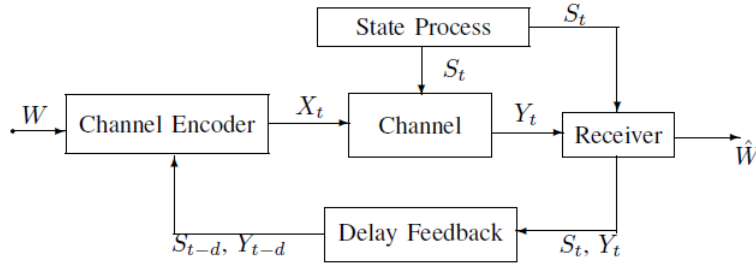 State Process
S_t
S_t
W
Channel Encoder
X_t
Channel
Y_t
Receiver
Ŵ
S_{t-d}, Y_{t-d}
Delay Feedback
S_t, Y_t